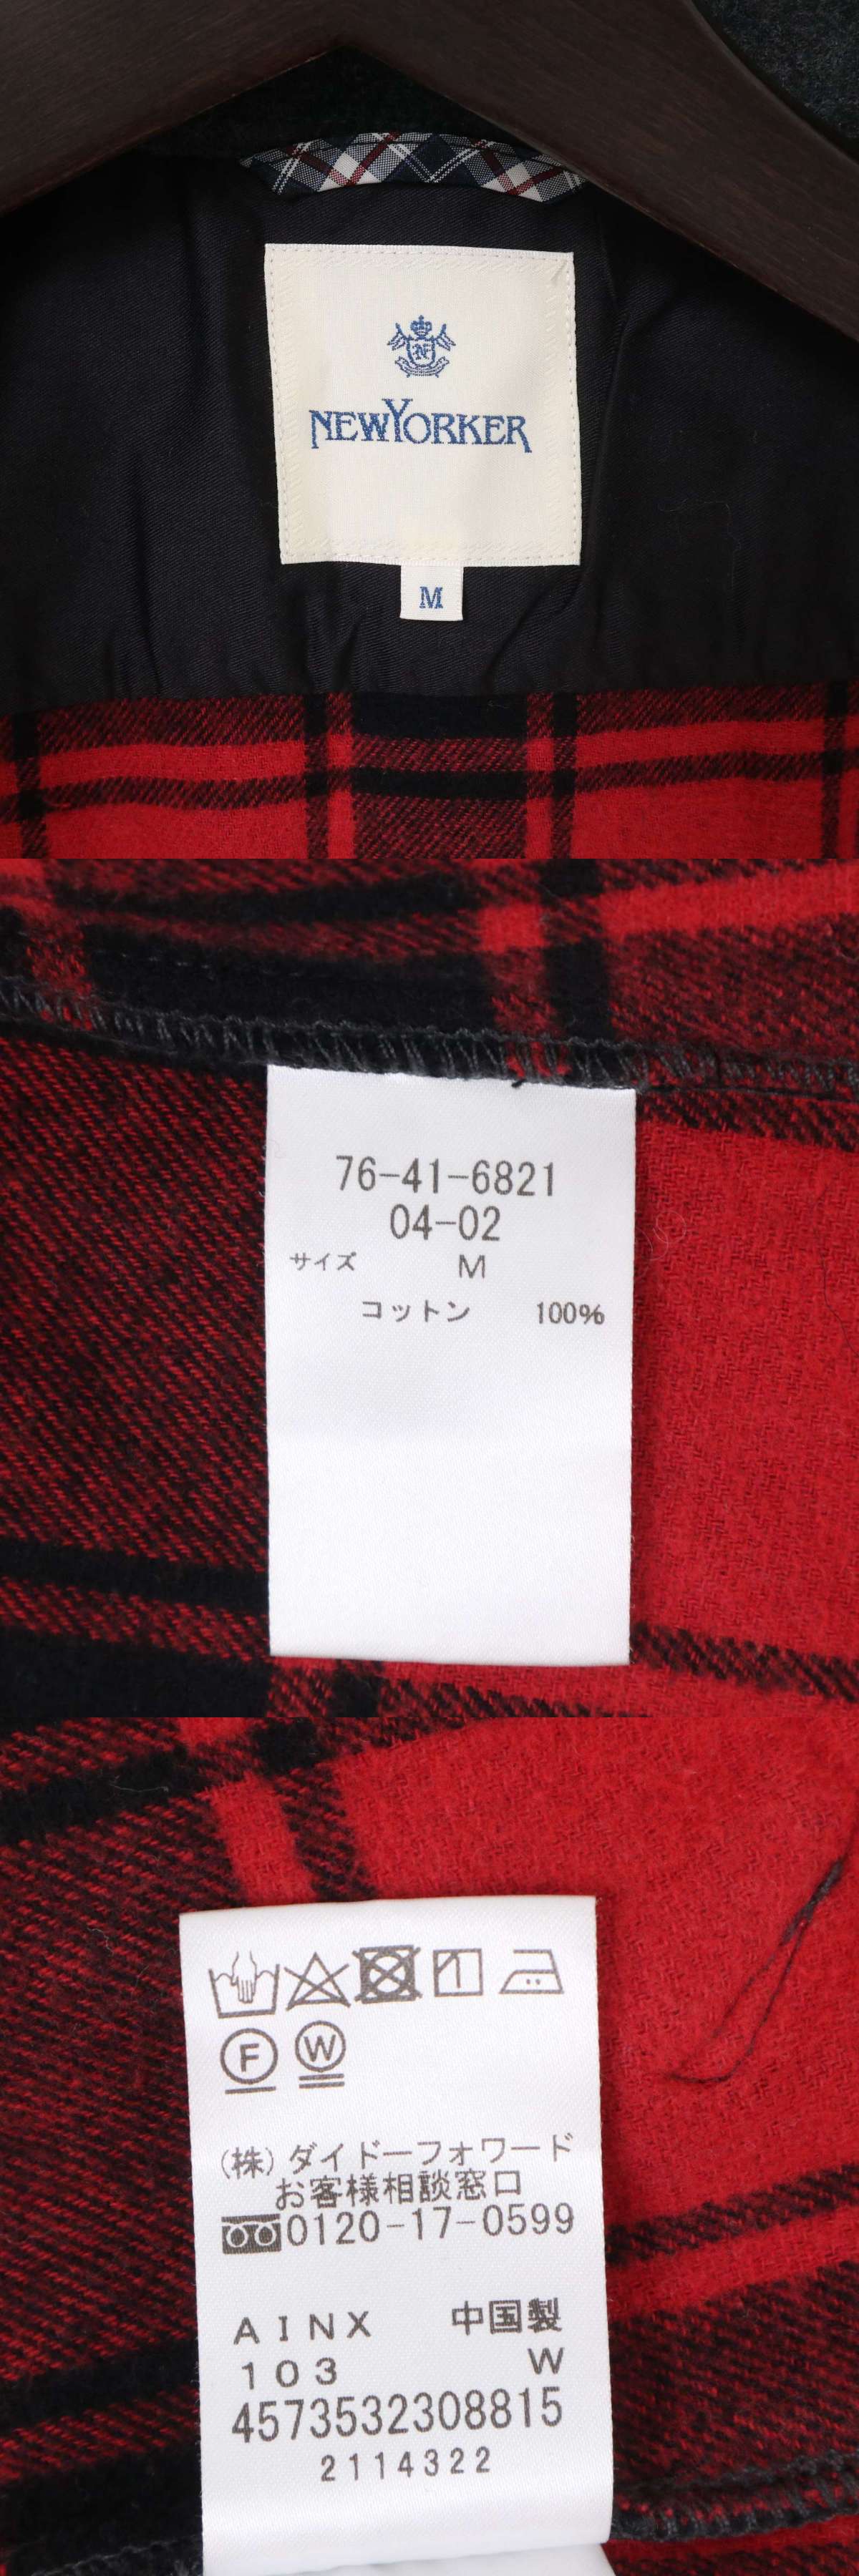 N
NEWYORKER
M
76-41-6821
04-02
サイズ M
コットン 100%
F W
(株)ダイドーフォワード
お客様相談窓口
0120-17-0599
AINX 中国製
103 W
4573532308815
2114322